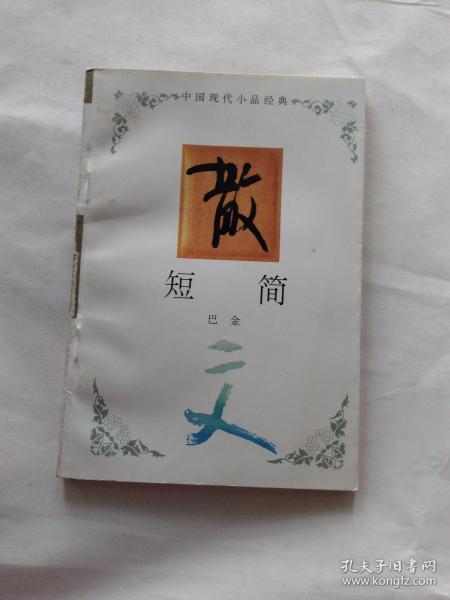 中国现代小品经典
散
短 简
巴 金
文
孔夫子旧书网
www.kongfz.com